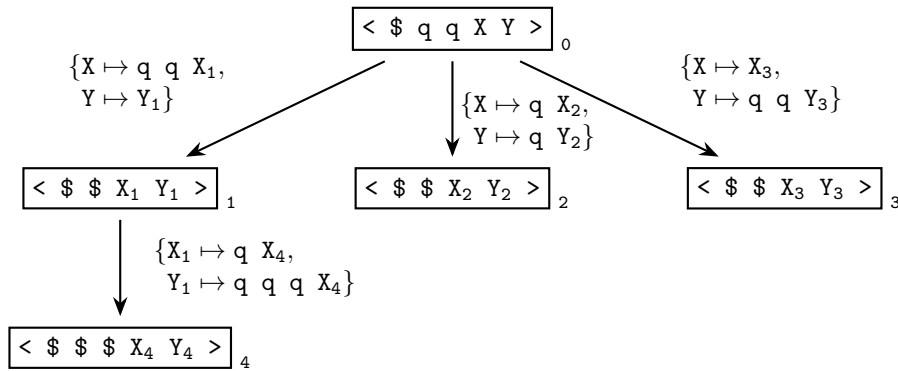 < $ q q X Y >₀
{X ↦ q q X₁,
Y ↦ Y₁}
{X ↦ q X₂,
Y ↦ q Y₂}
{X ↦ X₃,
Y ↦ q q Y₃}
< $ $ X₁ Y₁ >₁
< $ $ X₂ Y₂ >₂
< $ $ X₃ Y₃ >₃
{X₁ ↦ q X₄,
Y₁ ↦ q q q X₄}
< $ $ $ X₄ Y₄ >₄